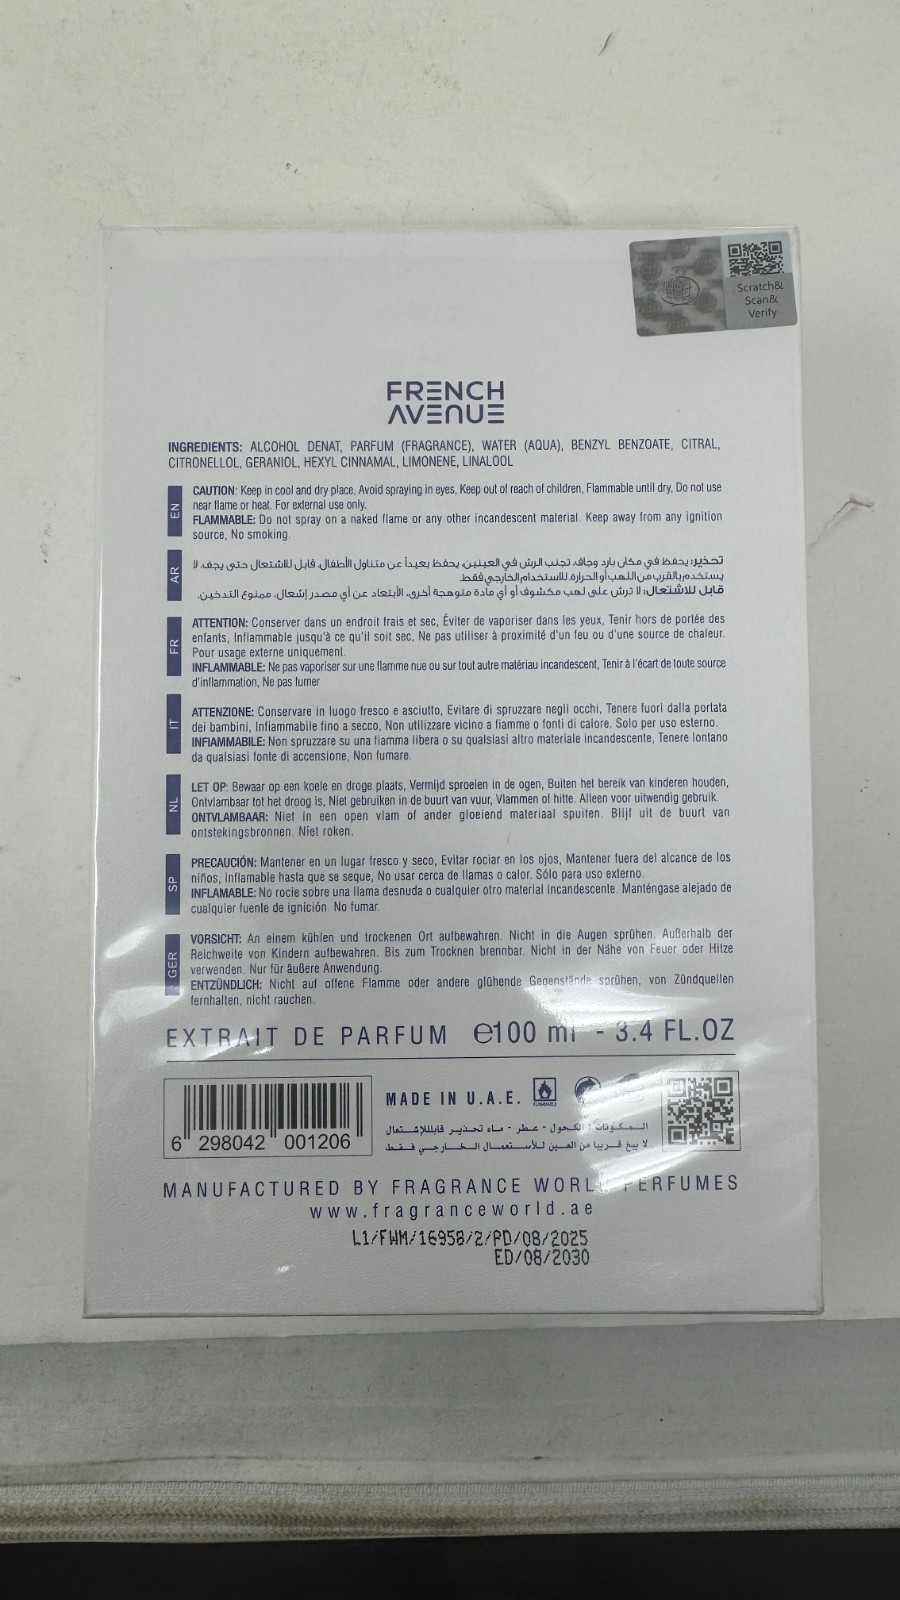 Scratch&
Scan&
Verify
FRENCH
AVENUE
INGREDIENTS: ALCOHOL DENAT, PARFUM (FRAGRANCE), WATER (AQUA), BENZYL BENZOATE, CITRAL,
CITRONELLOL, GERANIOL, HEXYL CINNAMAL, LIMONENE, LINALOOL
EN
CAUTION: Keep in cool and dry place, Avoid spraying in eyes, Keep out of reach of children, Flammable until dry, Do not use
near flame or heat. For external use only.
FLAMMABLE: Do not spray on a naked flame or any other incandescent material. Keep away from any ignition
source, No smoking.
AR
تحذير: يحفظ في مكان بارد وجاف، تجنب الرش في العينين، يحفظ بعيداً عن متناول الأطفال، قابل للاشتعال حتى يجف، لا
يستخدم بالقرب من اللهب أو الحرارة. للاستخدام الخارجي فقط.
قابل للاشتعال: لا ترش على لهب مكشوف أو أي مادة متوهجة أخرى. الأبتعاد عن أي مصدر إشعال، ممنوع التدخين.
FR
ATTENTION: Conserver dans un endroit frais et sec, Éviter de vaporiser dans les yeux, Tenir hors de portée des
enfants, Inflammable jusqu'à ce qu'il soit sec, Ne pas utiliser à proximité d'un feu ou d'une source de chaleur.
Pour usage externe uniquement.
INFLAMMABLE: Ne pas vaporiser sur une flamme nue ou sur tout autre matériau incandescent, Tenir à l'écart de toute source
d'inflammation, Ne pas fumer
IT
ATTENZIONE: Conservare in luogo fresco e asciutto, Evitare di spruzzare negli occhi, Tenere fuori dalla portata
dei bambini, Infiammabile fino a secco, Non utilizzare vicino a fiamme o fonti di calore. Solo per uso esterno.
INFIAMMABILE: Non spruzzare su una fiamma libera o su qualsiasi altro materiale incandescente, Tenere lontano
da qualsiasi fonte di accensione, Non fumare.
NL
LET OP: Bewaar op een koele en droge plaats, Vermijd sproeien in de ogen, Buiten het bereik van kinderen houden,
Ontvlambaar tot het droog is, Niet gebruiken in de buurt van vuur, Vlammen of hitte. Alleen voor uitwendig gebruik.
ONTVLAMBAAR: Niet in een open vlam of ander gloeiend materiaal spuiten. Blijf uit de buurt van
ontstekingsbronnen. Niet roken.
SP
PRECAUCIÓN: Mantener en un lugar fresco y seco, Evitar rociar en los ojos, Mantener fuera del alcance de los
niños, Inflamable hasta que se seque, No usar cerca de llamas o calor. Sólo para uso externo.
INFLAMABLE: No rocíe sobre una llama desnuda o cualquier otro material incandescente. Manténgase alejado de
cualquier fuente de ignición. No fumar.
GER
VORSICHT: An einem kühlen und trockenen Ort aufbewahren. Nicht in die Augen sprühen, Außerhalb der
Reichweite von Kindern aufbewahren. Bis zum Trocknen brennbar. Nicht in der Nähe von Feuer oder Hitze
verwenden. Nur für äußere Anwendung.
ENTZÜNDLICH: Nicht auf offene Flamme oder andere glühende Gegenstände sprühen, von Zündquellen
fernhalten, nicht rauchen.
EXTRAIT DE PARFUM e100 ml - 3.4 FL.OZ
6 298042 001206
MADE IN U.A.E.
FLAMMABLE
المكونات: الكحول - عطر - ماء تحذير قابل للإشتعال
لا يبخ قريبا من العين للأستعمال الخارجي فقط
MANUFACTURED BY FRAGRANCE WORLD PERFUMES
www.fragranceworld.ae
L1/FWM/16958/2/PD/08/2025
ED/08/2030